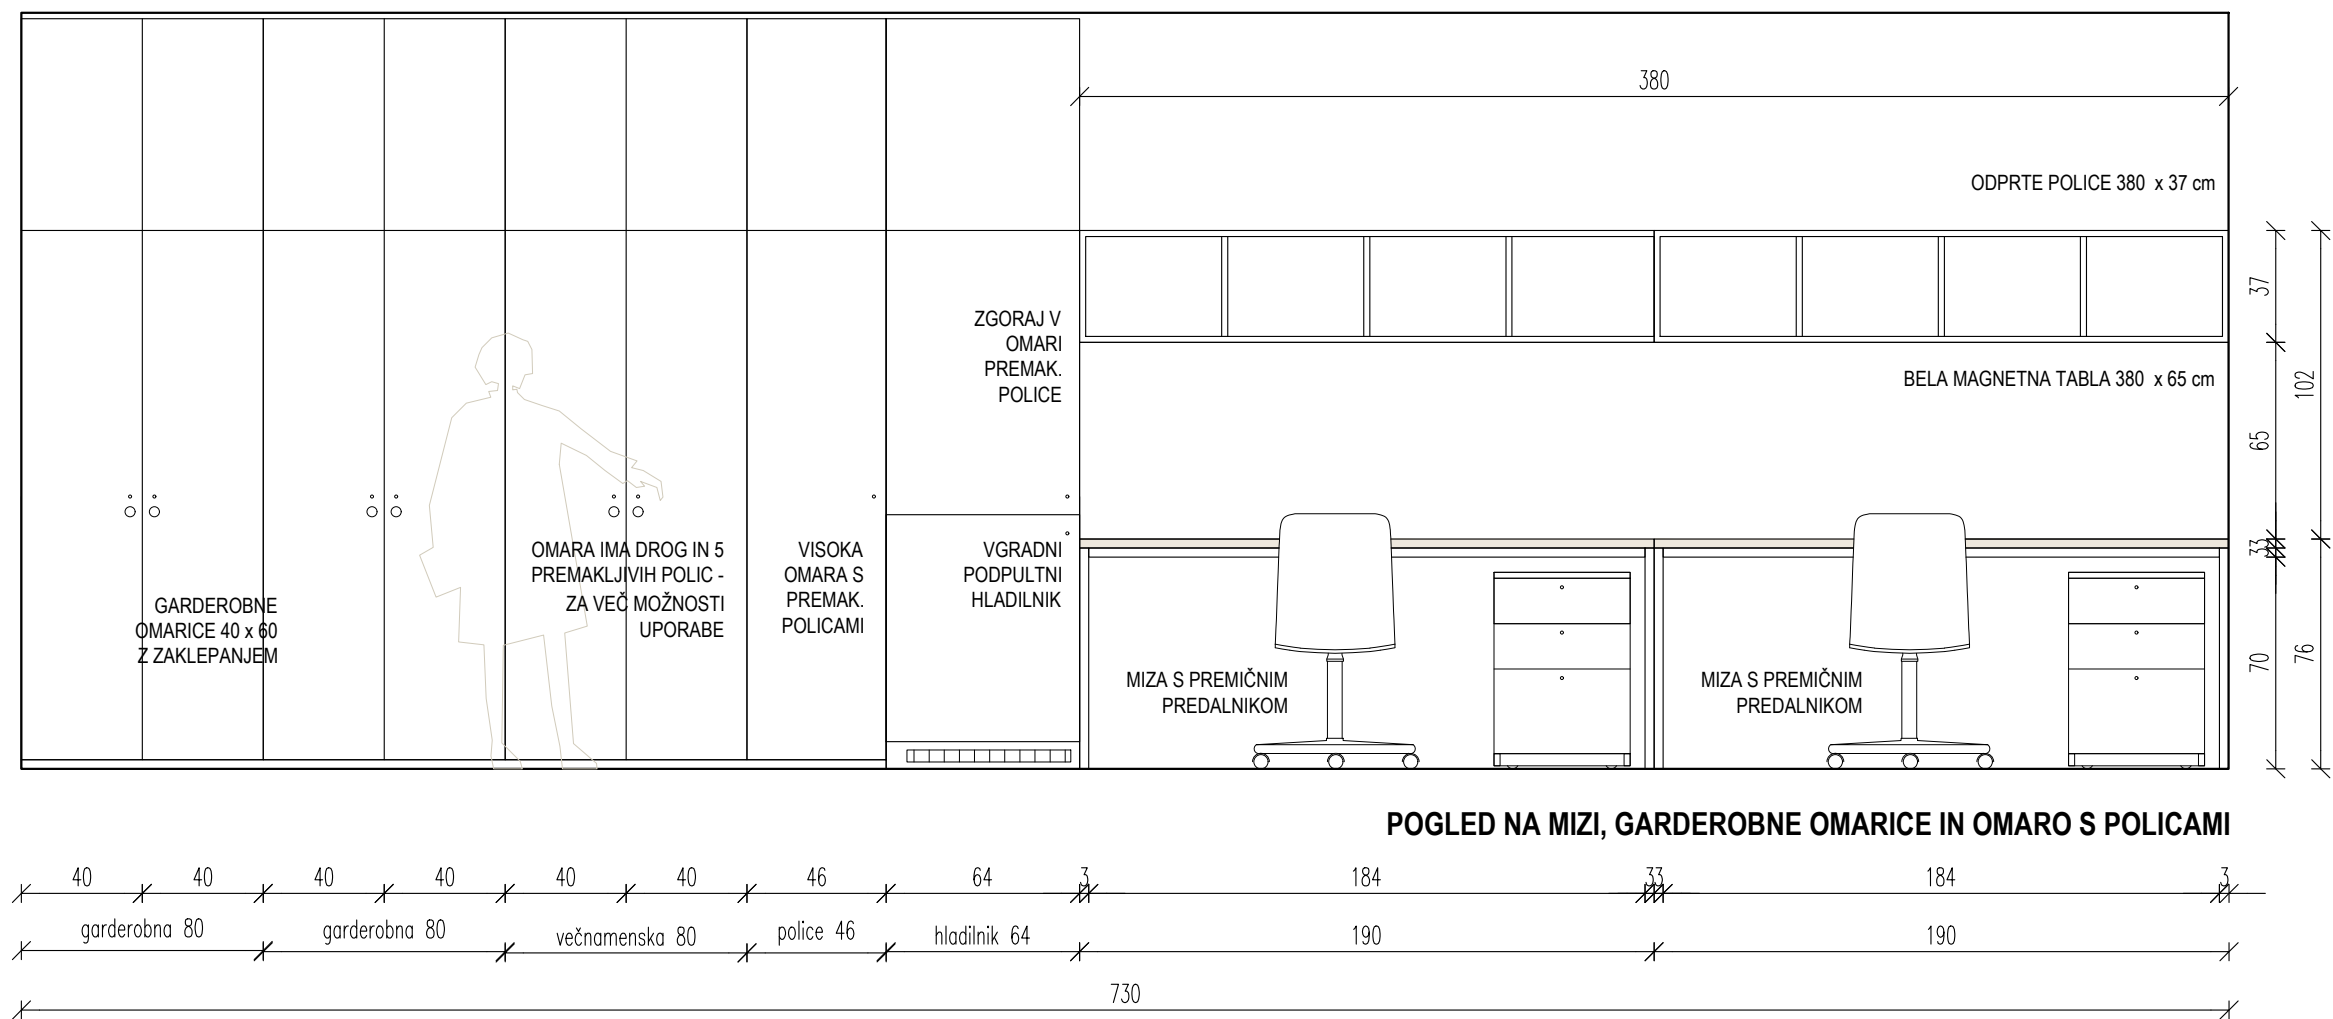 380
ODPRTE POLICE 380 x 37 cm
ZGORAJ V
OMARI
PREMAK.
POLICE
BELA MAGNETNA TABLA 380 x 65 cm
37
65
102
33
70
76
GARDEROBNE
OMARICE 40 x 60
Z ZAKLEPANJEM
OMARA IMA DROG IN 5
PREMAKLJIVIH POLIC -
ZA VEČ MOŽNOSTI
UPORABE
VISOKA
OMARA S
PREMAK.
POLICAMI
VGRADNI
PODPULTNI
HLADILNIK
MIZA S PREMIČNIM
PREDALNIKOM
MIZA S PREMIČNIM
PREDALNIKOM
POGLED NA MIZI, GARDEROBNE OMARICE IN OMARO S POLICAMI
40 40 40 40 40 40 46 64 3 184 33 184 3
garderobna 80 garderobna 80 večnamenska 80 police 46 hladilnik 64 190 190
730